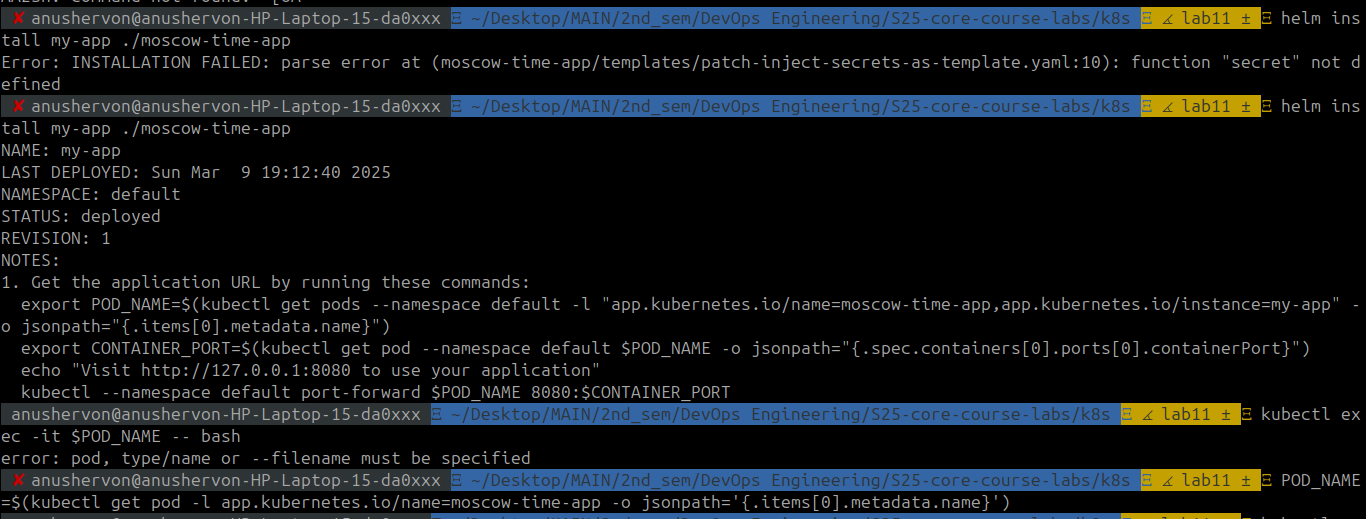 ✘ anushervon@anushervon-HP-Laptop-15-da0xxx Ξ ~/Desktop/MAIN/2nd_sem/DevOps Engineering/S25-core-course-labs/k8s Ξ ∡ lab11 ± Ξ helm ins
tall my-app ./moscow-time-app
Error: INSTALLATION FAILED: parse error at (moscow-time-app/templates/patch-inject-secrets-as-template.yaml:10): function "secret" not d
efined
✘ anushervon@anushervon-HP-Laptop-15-da0xxx Ξ ~/Desktop/MAIN/2nd_sem/DevOps Engineering/S25-core-course-labs/k8s Ξ ∡ lab11 ± Ξ helm ins
tall my-app ./moscow-time-app
NAME: my-app
LAST DEPLOYED: Sun Mar  9 19:12:40 2025
NAMESPACE: default
STATUS: deployed
REVISION: 1
NOTES:
1. Get the application URL by running these commands:
  export POD_NAME=$(kubectl get pods --namespace default -l "app.kubernetes.io/name=moscow-time-app,app.kubernetes.io/instance=my-app" -
o jsonpath="{.items[0].metadata.name}")
  export CONTAINER_PORT=$(kubectl get pod --namespace default $POD_NAME -o jsonpath="{.spec.containers[0].ports[0].containerPort}")
  echo "Visit http://127.0.0.1:8080 to use your application"
  kubectl --namespace default port-forward $POD_NAME 8080:$CONTAINER_PORT
anushervon@anushervon-HP-Laptop-15-da0xxx Ξ ~/Desktop/MAIN/2nd_sem/DevOps Engineering/S25-core-course-labs/k8s Ξ ∡ lab11 ± Ξ kubectl ex
ec -it $POD_NAME -- bash
error: pod, type/name or --filename must be specified
✘ anushervon@anushervon-HP-Laptop-15-da0xxx Ξ ~/Desktop/MAIN/2nd_sem/DevOps Engineering/S25-core-course-labs/k8s Ξ ∡ lab11 ± Ξ POD_NAME
=$(kubectl get pod -l app.kubernetes.io/name=moscow-time-app -o jsonpath='{.items[0].metadata.name}')